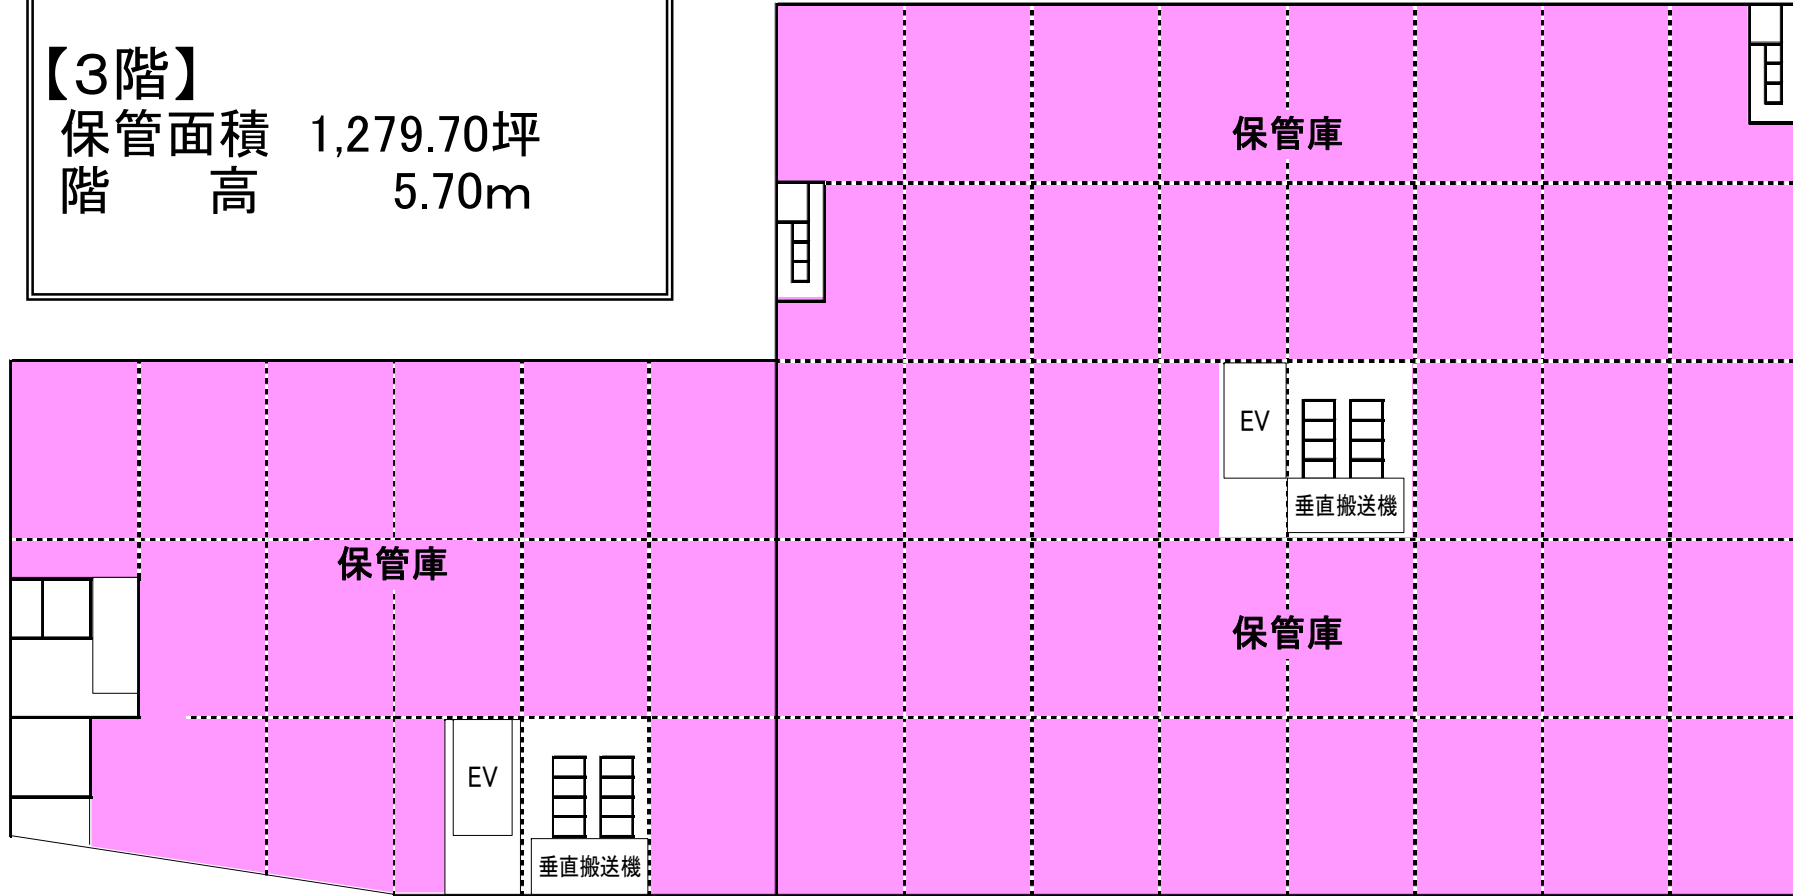 【3階】
保管面積 1,279.70坪
階 高 5.70m
保管庫
EV
垂直搬送機
保管庫
保管庫
EV
垂直搬送機